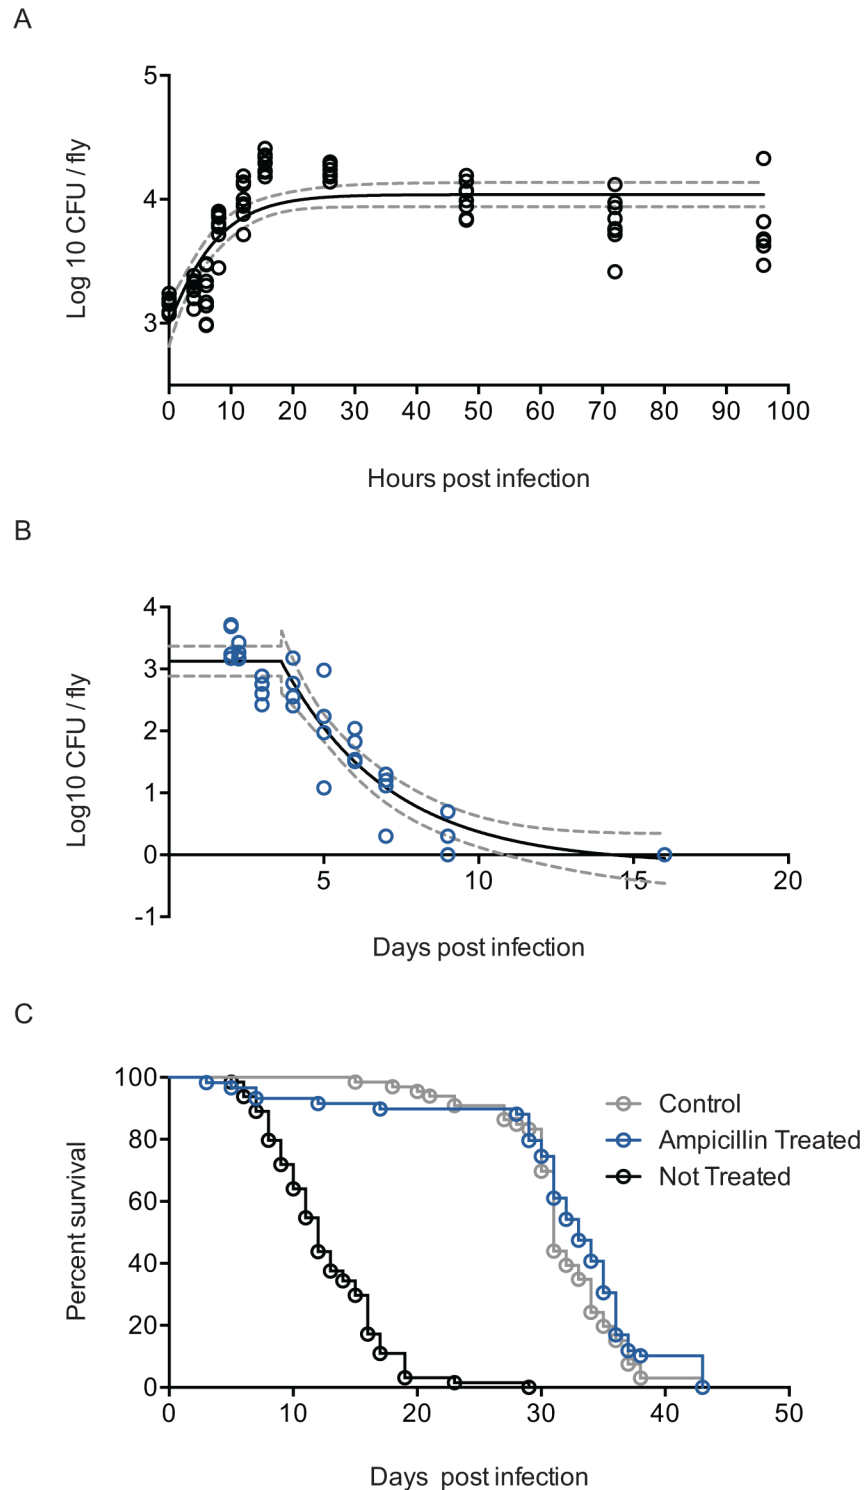 A
5
4
3
Log 10 CFU / fly
0 10 20 30 40 50 60 70 80 90 100
Hours post infection
B
4
3
2
1
0
-1
Log10 CFU / fly
5 10 15 20
Days post infection
C
100
80
60
40
20
0
Percent survival
Control
Ampicillin Treated
Not Treated
0 10 20 30 40 50
Days post infection